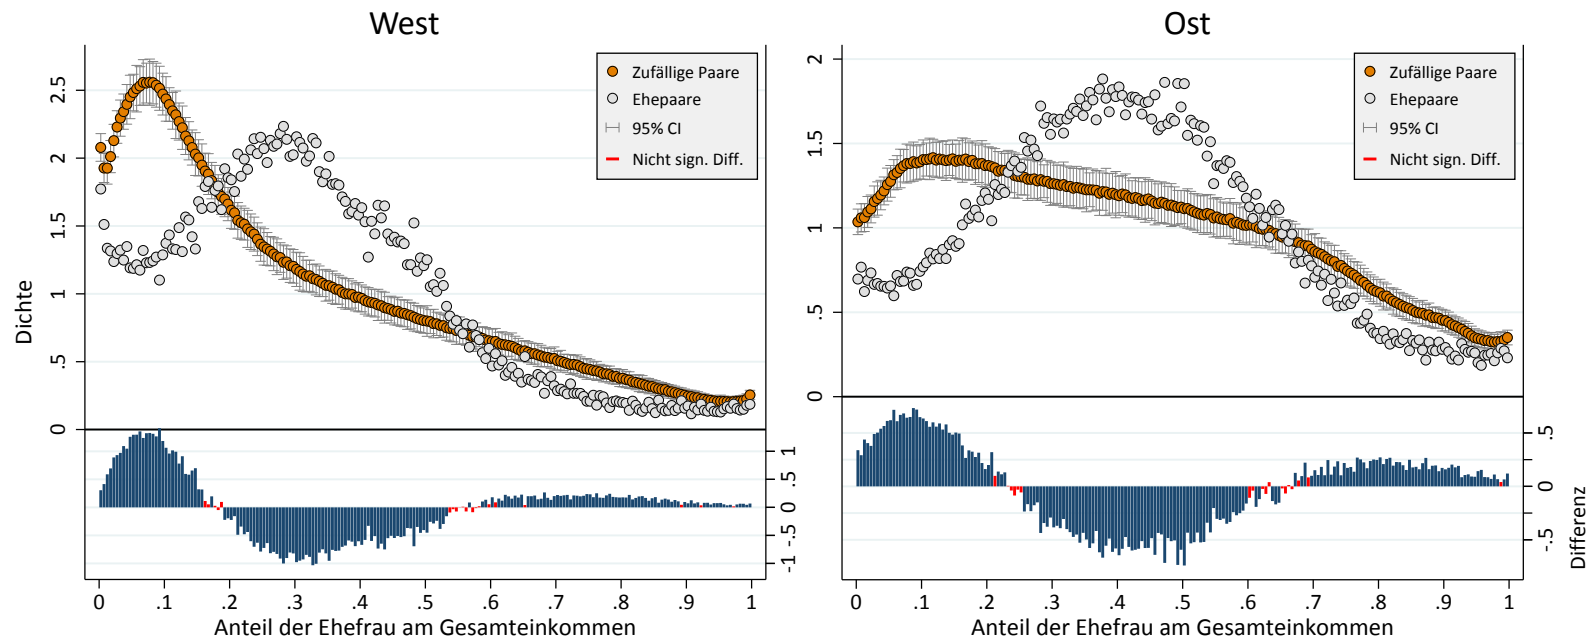 West
Dichte
2.5
2
1.5
1
.5
0
Zufällige Paare
Ehepaare
95% CI
Nicht sign. Diff.
1
.5
0
-.5
-1
0 .1 .2 .3 .4 .5 .6 .7 .8 .9 1
Anteil der Ehefrau am Gesamteinkommen
Ost
2
1.5
1
.5
0
Zufällige Paare
Ehepaare
95% CI
Nicht sign. Diff.
.5
0
-.5
Differenz
0 .1 .2 .3 .4 .5 .6 .7 .8 .9 1
Anteil der Ehefrau am Gesamteinkommen